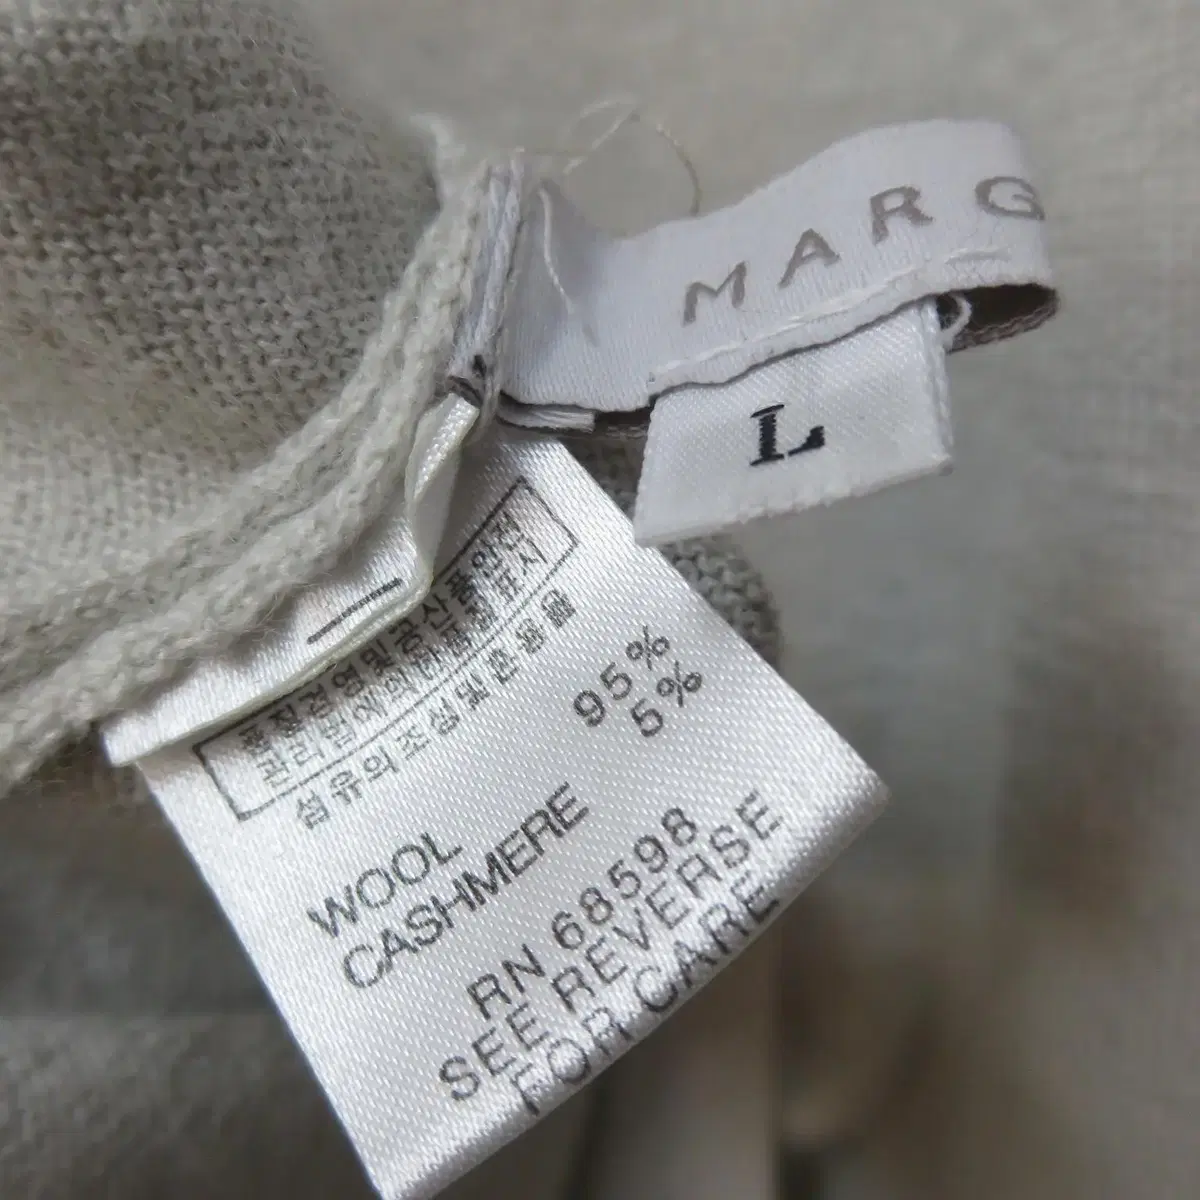 MARG
L
품질경영및공산품안전
관리법에의한품질표시
섬유의조성및혼용률
95%
5%
WOOL
CASHMERE
RN 68598
SEE REVERSE
FOR CARE